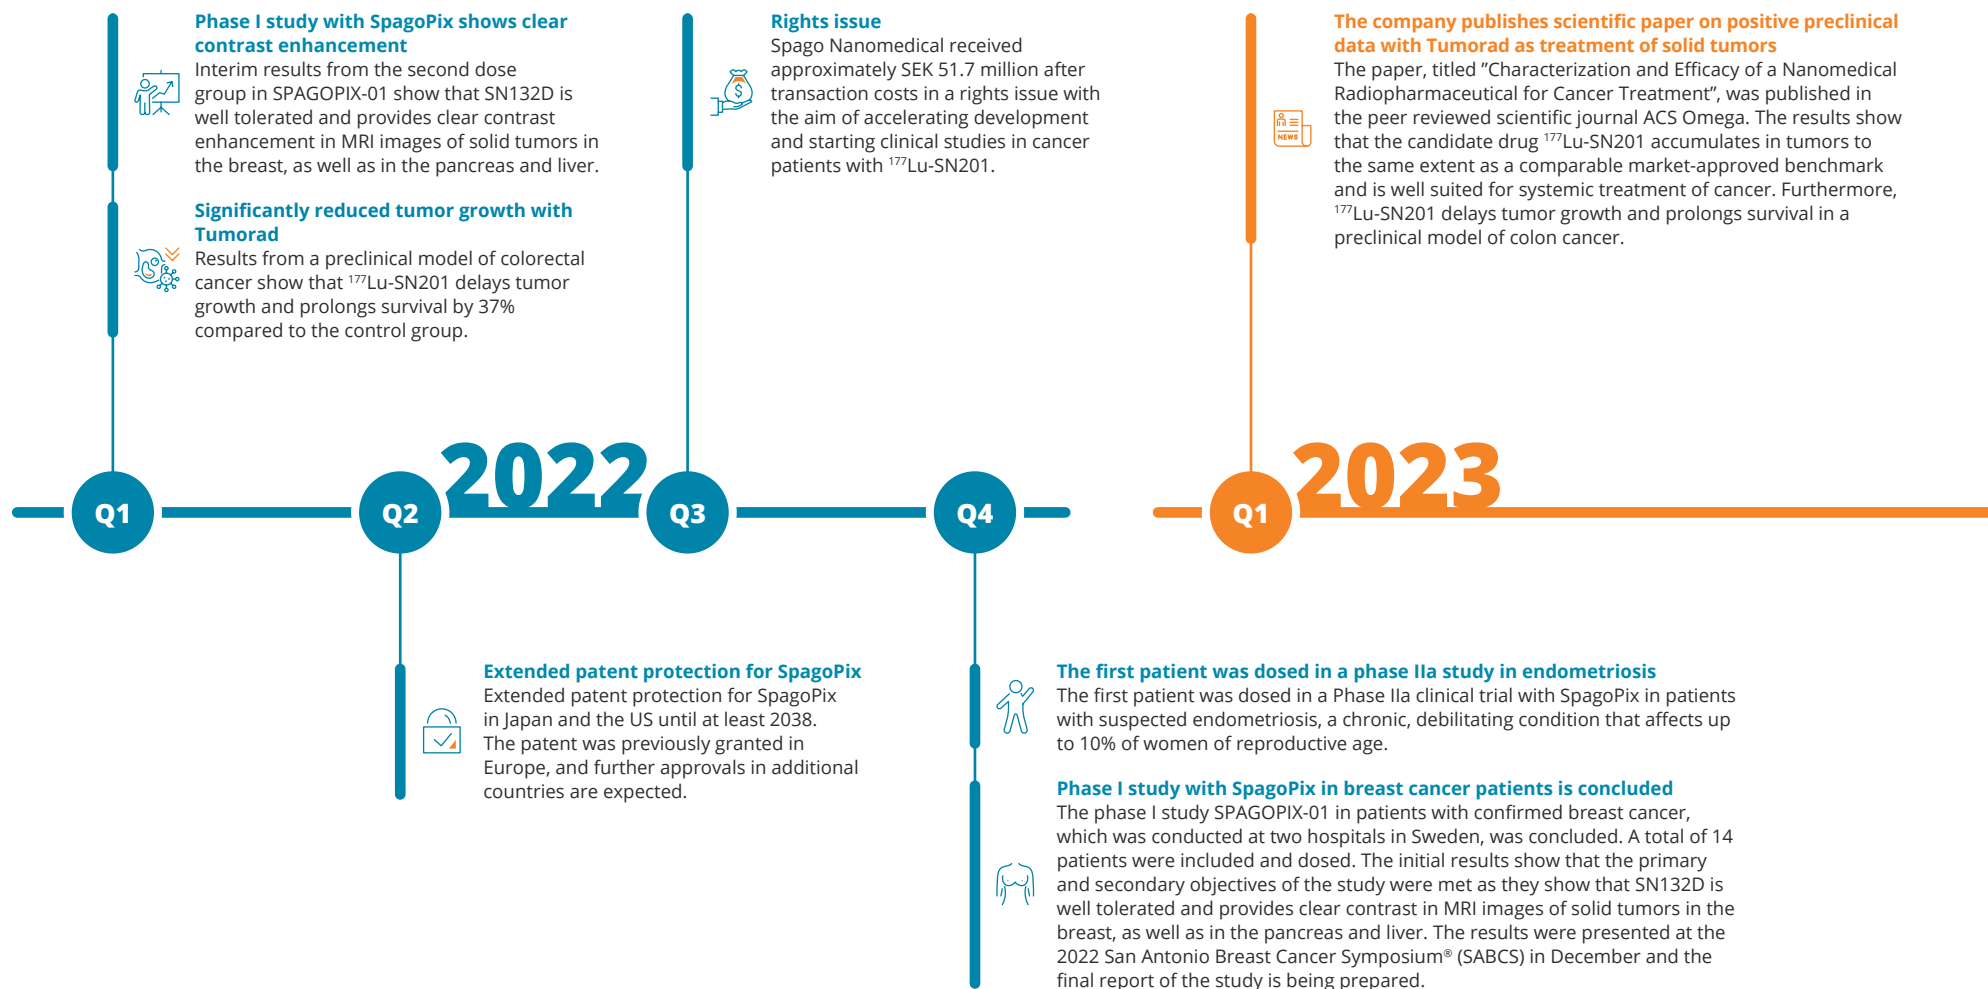 Phase I study with SpagoPix shows clear
contrast enhancement
Interim results from the second dose
group in SPAGOPIX-01 show that SN132D is
well tolerated and provides clear contrast
enhancement in MRI images of solid tumors in
the breast, as well as in the pancreas and liver.
Significantly reduced tumor growth with
Tumorad
Results from a preclinical model of colorectal
cancer show that ¹⁷⁷Lu-SN201 delays tumor
growth and prolongs survival by 37%
compared to the control group.
Rights issue
Spago Nanomedical received
approximately SEK 51.7 million after
transaction costs in a rights issue with
the aim of accelerating development
and starting clinical studies in cancer
patients with ¹⁷⁷Lu-SN201.
$
The company publishes scientific paper on positive preclinical
data with Tumorad as treatment of solid tumors
The paper, titled ”Characterization and Efficacy of a Nanomedical
Radiopharmaceutical for Cancer Treatment”, was published in
the peer reviewed scientific journal ACS Omega. The results show
that the candidate drug ¹⁷⁷Lu-SN201 accumulates in tumors to
the same extent as a comparable market-approved benchmark
and is well suited for systemic treatment of cancer. Furthermore,
¹⁷⁷Lu-SN201 delays tumor growth and prolongs survival in a
preclinical model of colon cancer.
NEWS
2022
2023
Q1
Q2
Q3
Q4
Q1
Extended patent protection for SpagoPix
Extended patent protection for SpagoPix
in Japan and the US until at least 2038.
The patent was previously granted in
Europe, and further approvals in additional
countries are expected.
The first patient was dosed in a phase IIa study in endometriosis
The first patient was dosed in a Phase IIa clinical trial with SpagoPix in patients
with suspected endometriosis, a chronic, debilitating condition that affects up
to 10% of women of reproductive age.
Phase I study with SpagoPix in breast cancer patients is concluded
The phase I study SPAGOPIX-01 in patients with confirmed breast cancer,
which was conducted at two hospitals in Sweden, was concluded. A total of 14
patients were included and dosed. The initial results show that the primary
and secondary objectives of the study were met as they show that SN132D is
well tolerated and provides clear contrast in MRI images of solid tumors in the
breast, as well as in the pancreas and liver. The results were presented at the
2022 San Antonio Breast Cancer Symposium® (SABCS) in December and the
final report of the study is being prepared.